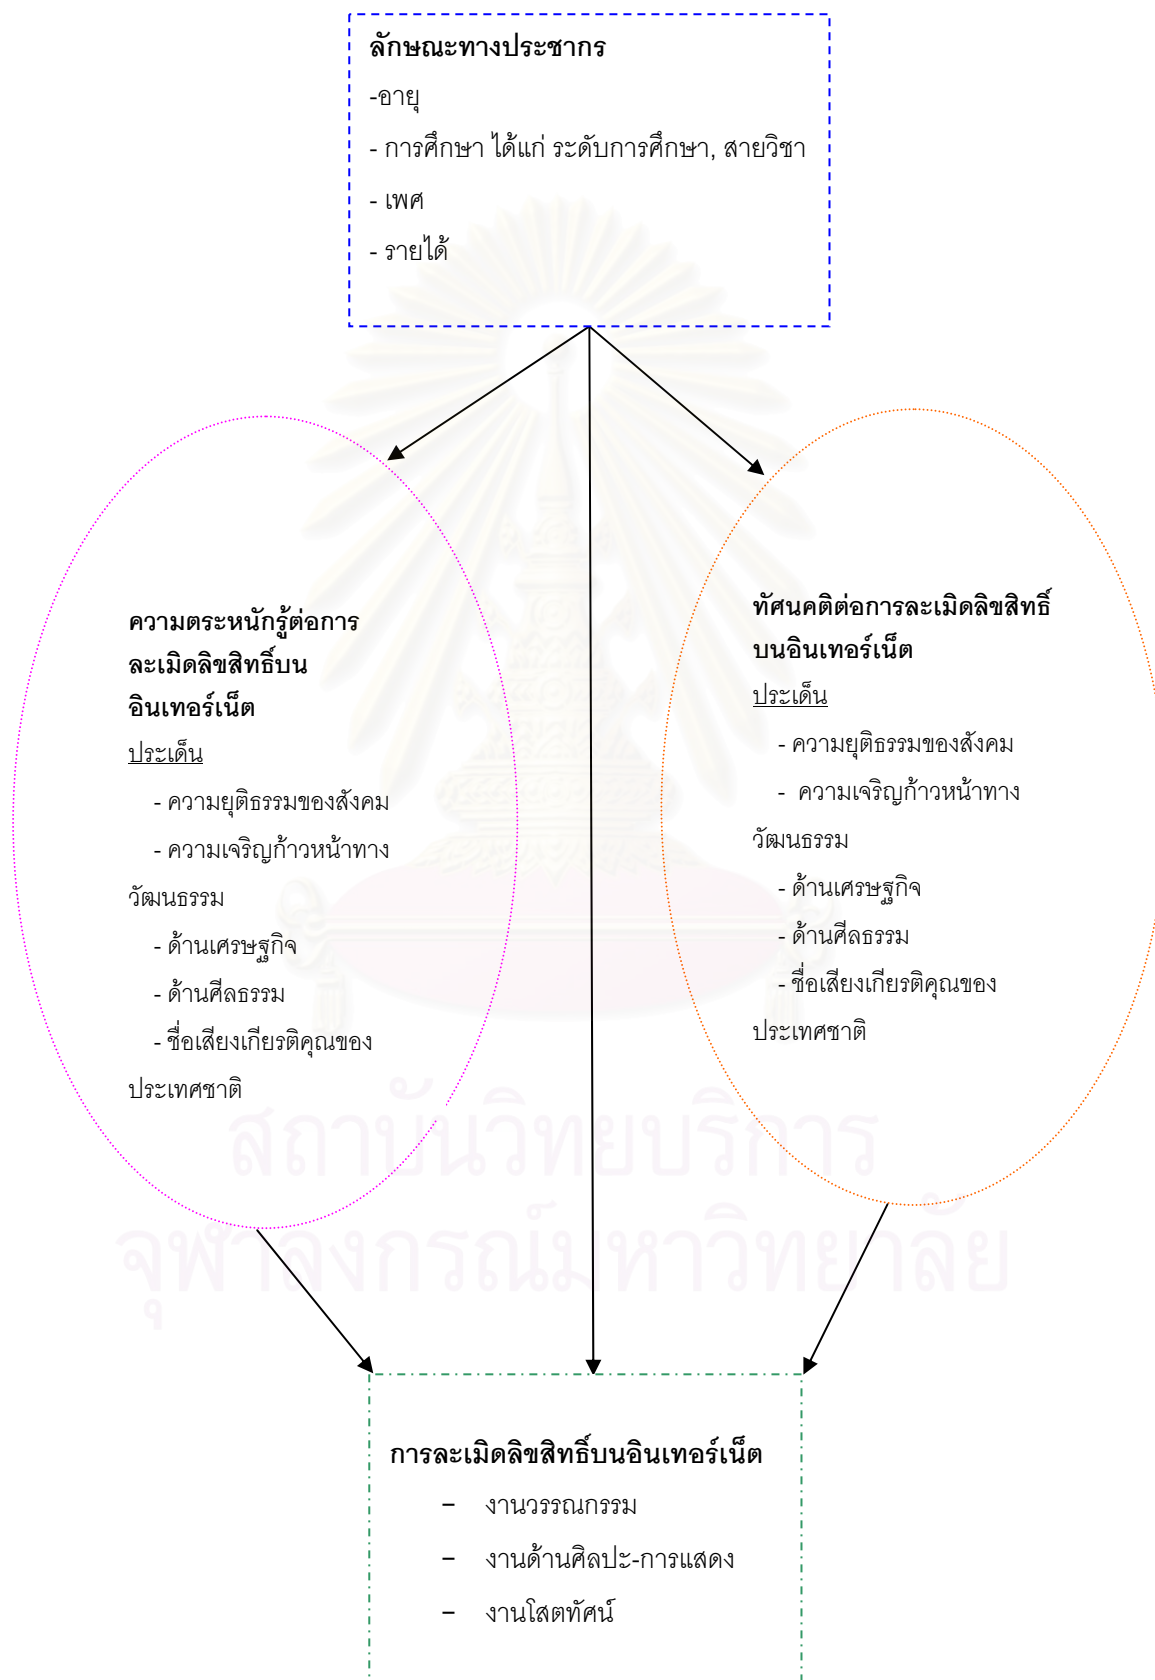 ลักษณะทางประชากร
-อายุ
- การศึกษา ได้แก่ ระดับการศึกษา, สายวิชา
- เพศ
- รายได้
ความตระหนักรู้ต่อการ
ละเมิดลิขสิทธิ์บน
อินเทอร์เน็ต
ประเด็น
- ความยุติธรรมของสังคม
- ความเจริญก้าวหน้าทาง
วัฒนธรรม
- ด้านเศรษฐกิจ
- ด้านศีลธรรม
- ชื่อเสียงเกียรติคุณของ
ประเทศชาติ
ทัศนคติต่อการละเมิดลิขสิทธิ์
บนอินเทอร์เน็ต
ประเด็น
- ความยุติธรรมของสังคม
- ความเจริญก้าวหน้าทาง
วัฒนธรรม
- ด้านเศรษฐกิจ
- ด้านศีลธรรม
- ชื่อเสียงเกียรติคุณของ
ประเทศชาติ
สถาบันวิทยบริการ
จุฬาลงกรณ์มหาวิทยาลัย
การละเมิดลิขสิทธิ์บนอินเทอร์เน็ต
- งานวรรณกรรม
- งานด้านศิลปะ-การแสดง
- งานโสตทัศน์